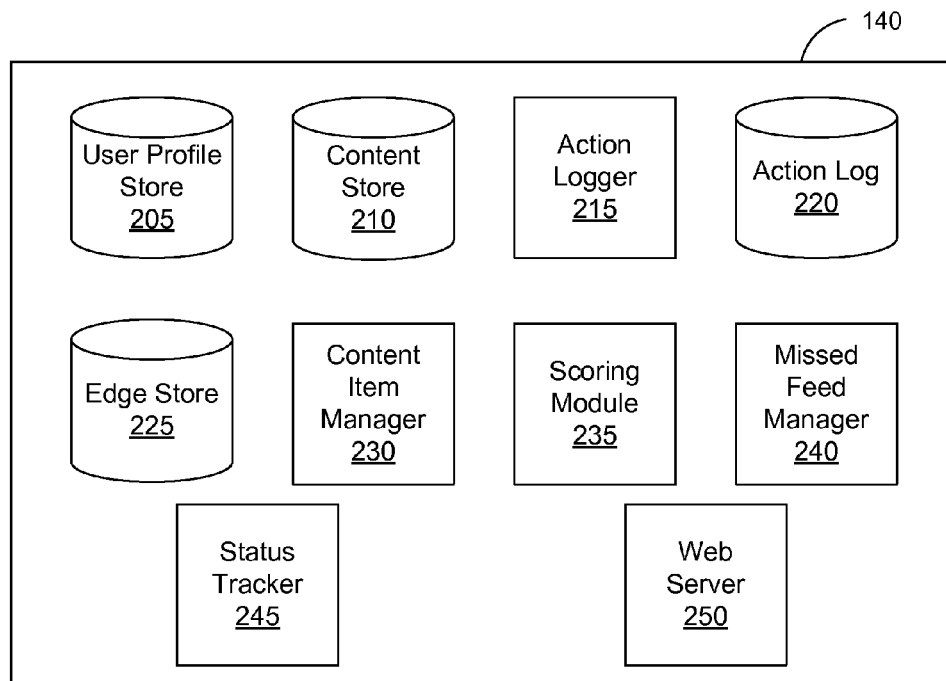 140
User Profile
Store
205
Content
Store
210
Action
Logger
215
Action Log
220
Edge Store
225
Content
Item
Manager
230
Scoring
Module
235
Missed
Feed
Manager
240
Status
Tracker
245
Web
Server
250